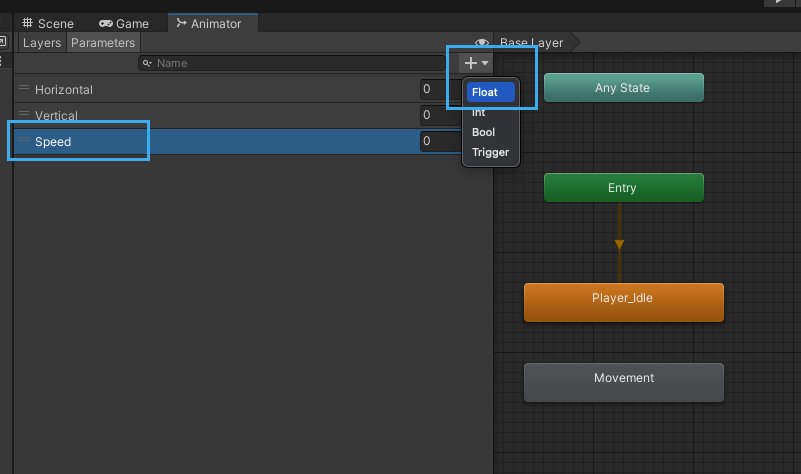 Scene Game Animator
Layers Parameters Base Layer
Name
Horizontal 0
Vertical 0
Speed 0
Float
Int
Bool
Trigger
Any State
Entry
Player_Idle
Movement